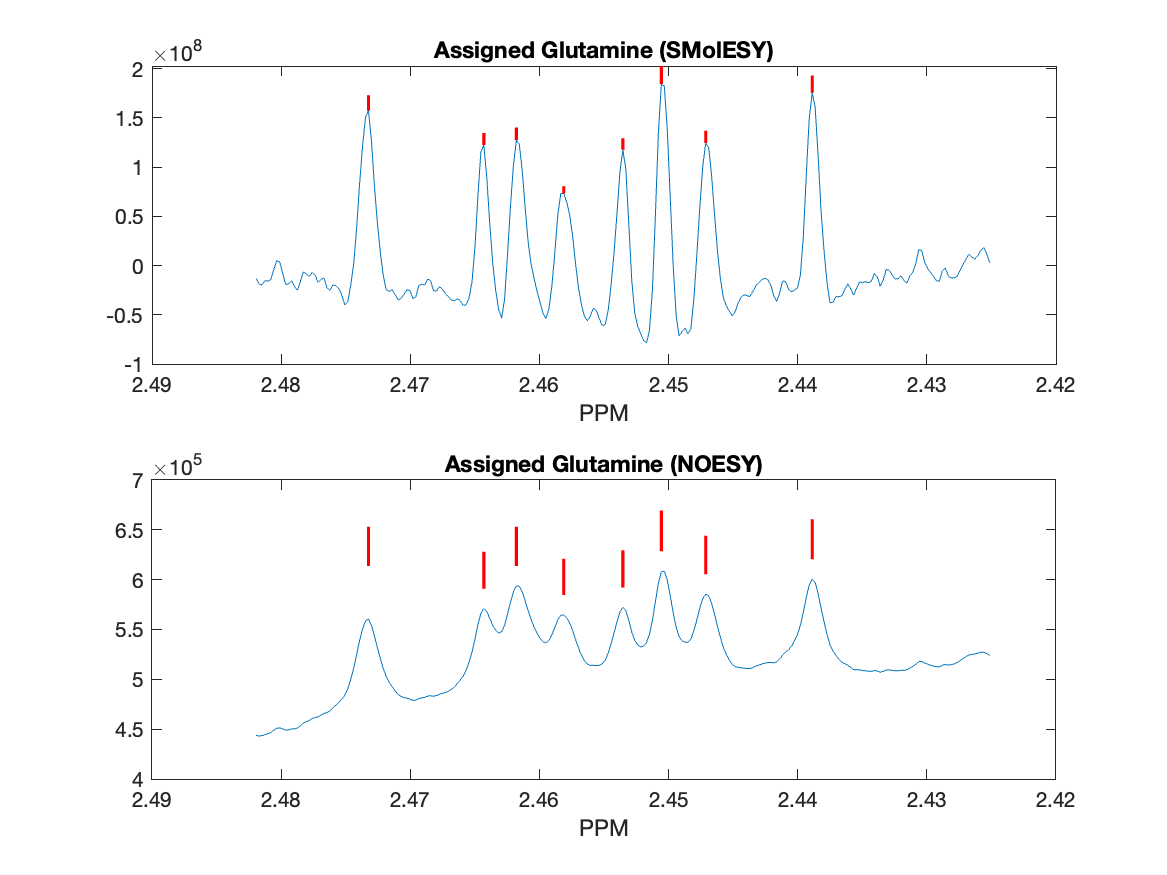 Assigned Glutamine (SMolESY)
×10^8
2
1.5
1
0.5
0
-0.5
-1
2.49 2.48 2.47 2.46 2.45 2.44 2.43 2.42
PPM
Assigned Glutamine (NOESY)
×10^5
7
6.5
6
5.5
5
4.5
4
2.49 2.48 2.47 2.46 2.45 2.44 2.43 2.42
PPM